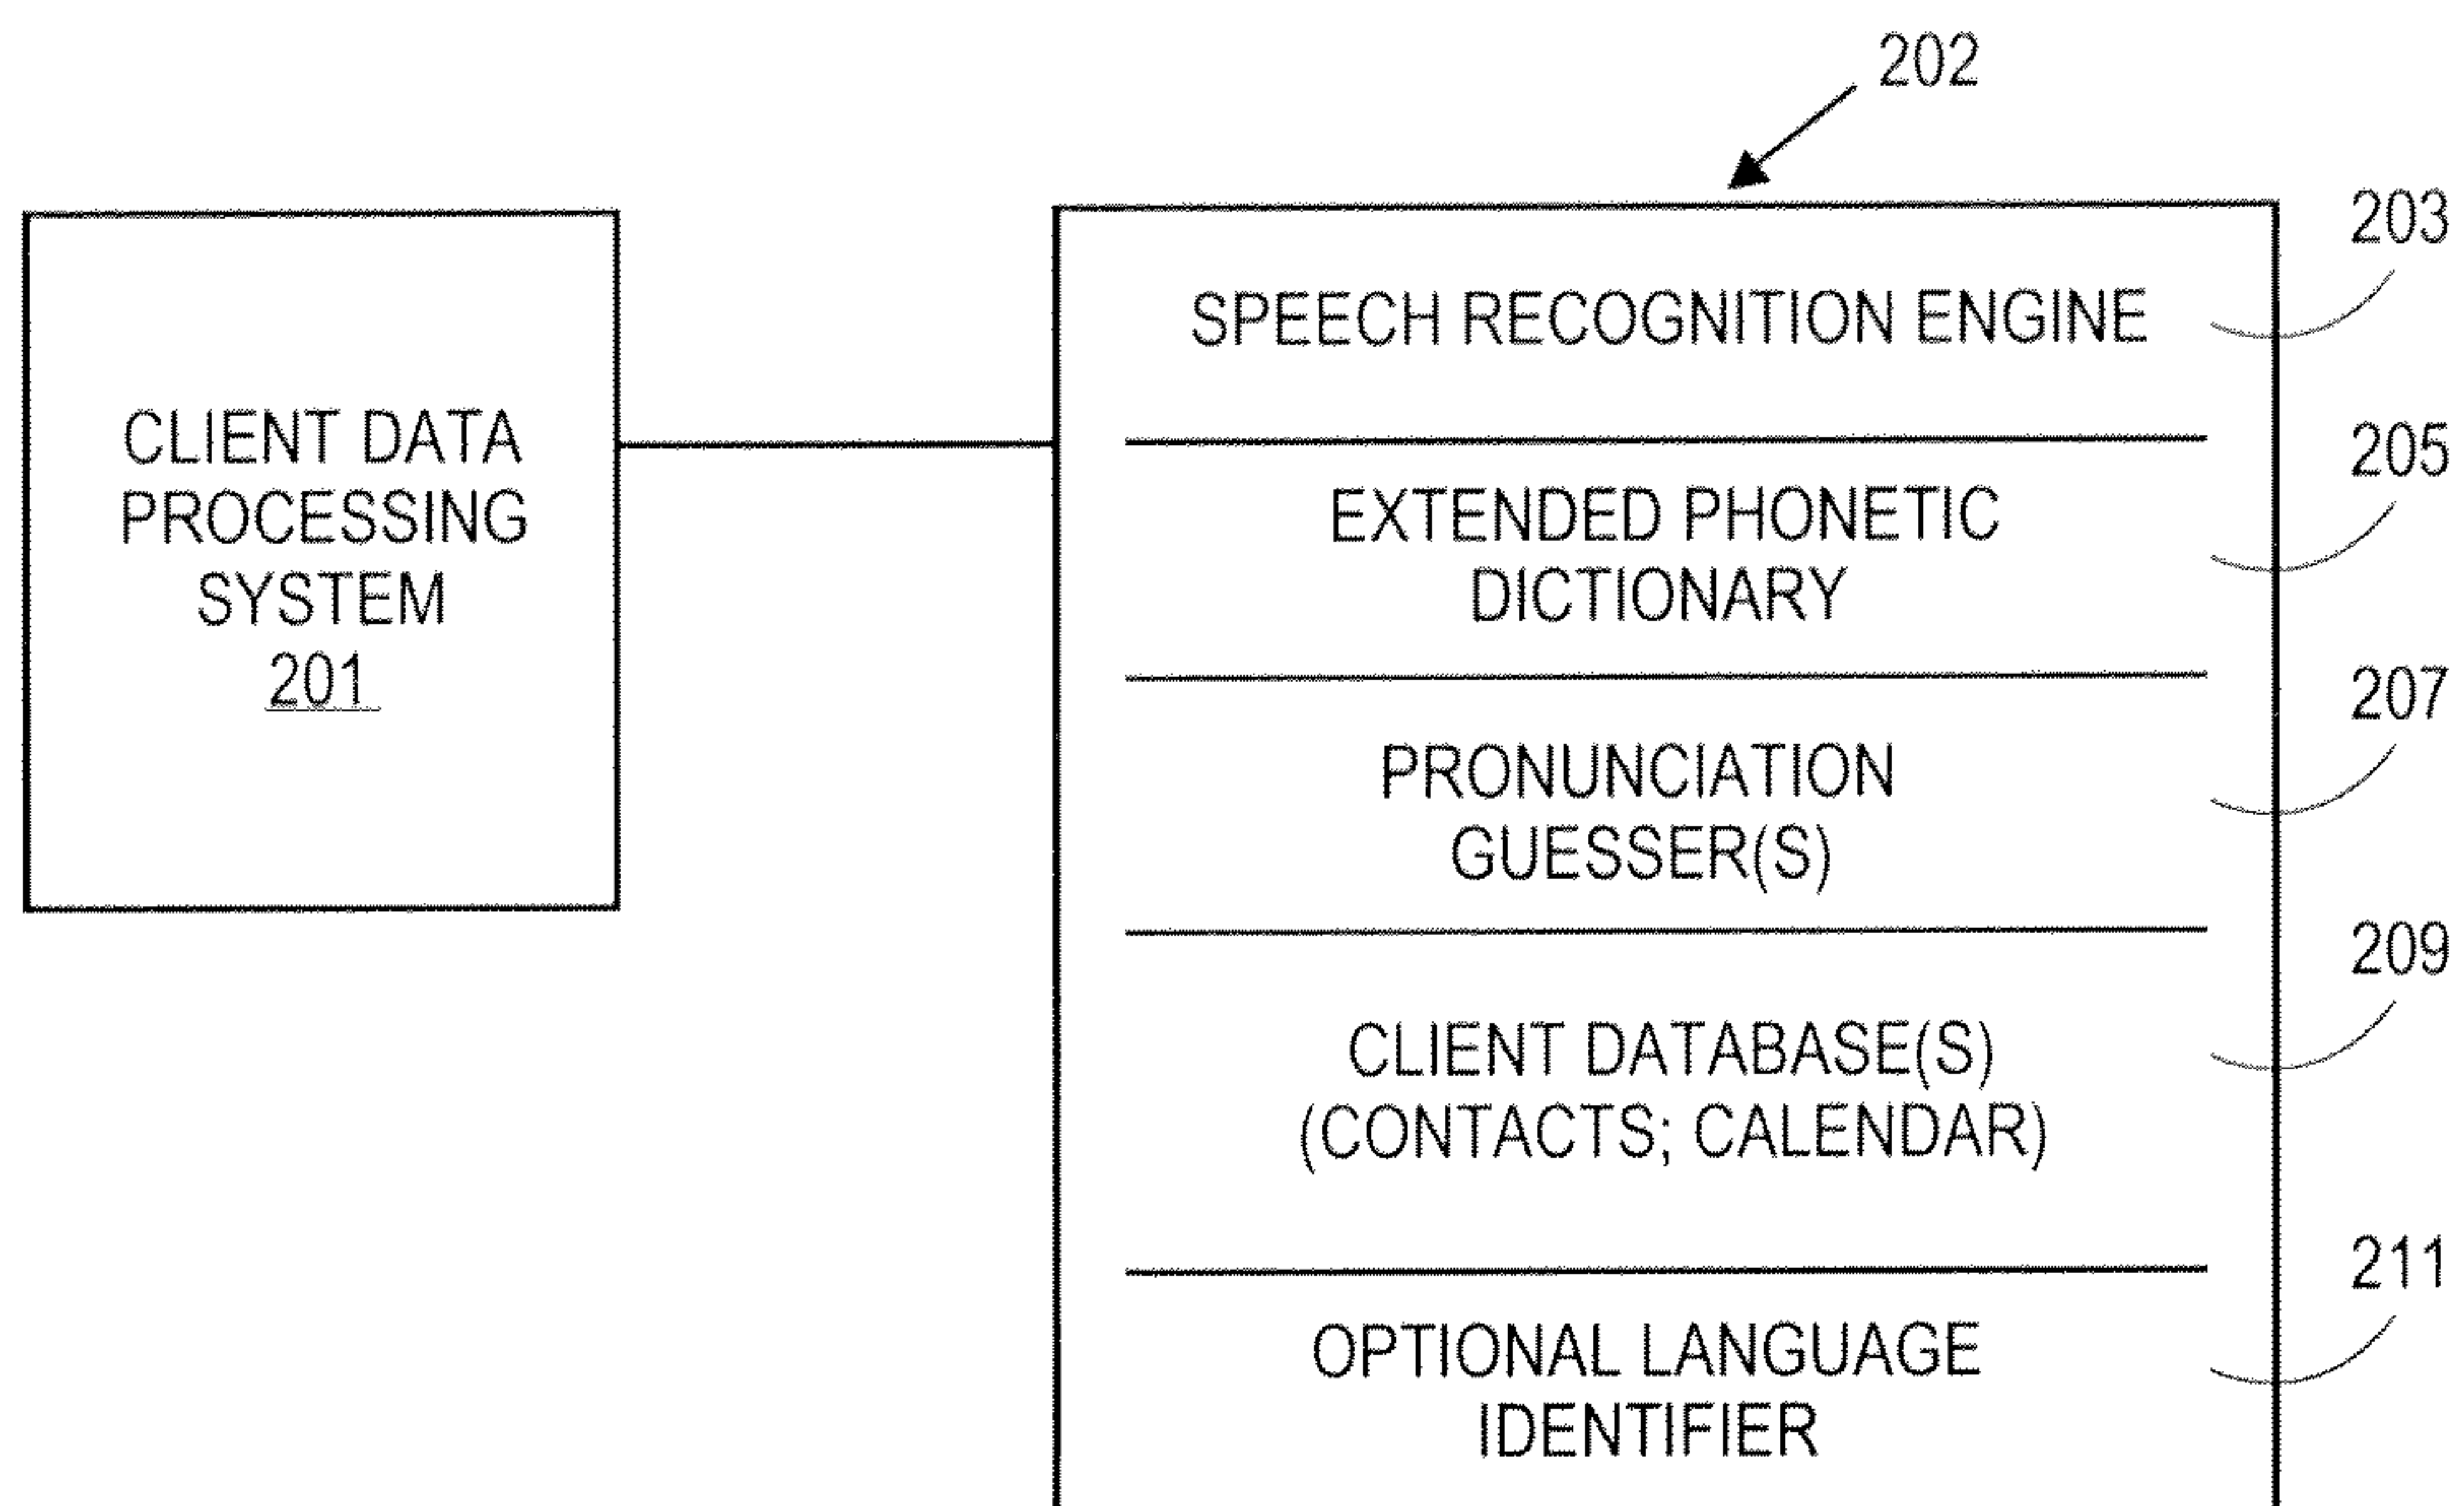 202
203
SPEECH RECOGNITION ENGINE
CLIENT DATA
PROCESSING
SYSTEM
201
205
EXTENDED PHONETIC
DICTIONARY
207
PRONUNCIATION
GUESSER(S)
209
CLIENT DATABASE(S)
(CONTACTS; CALENDAR)
211
OPTIONAL LANGUAGE
IDENTIFIER